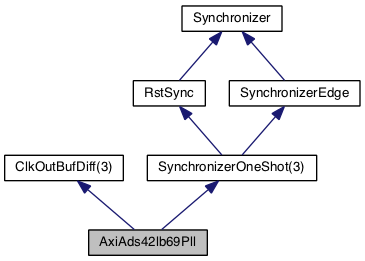 Synchronizer
RstSync
SynchronizerEdge
ClkOutBufDiff(3)
SynchronizerOneShot(3)
AxiAds42lb69Pll